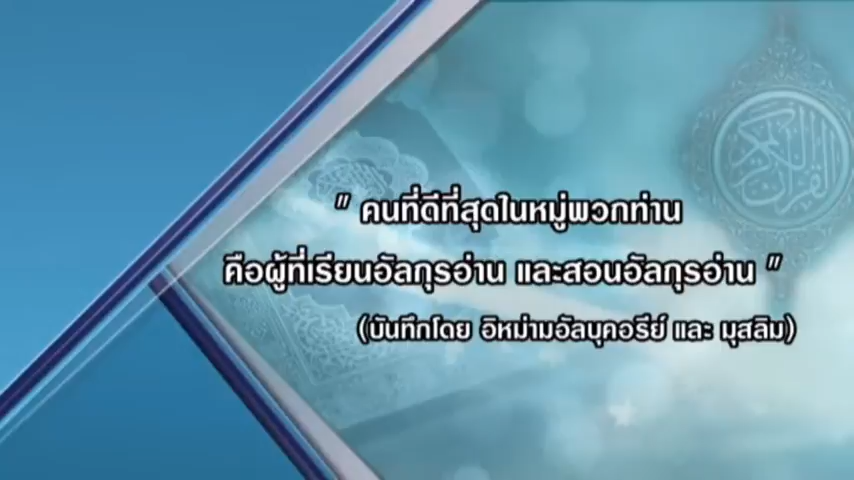 " คนที่ดีที่สุดในหมู่พวกท่าน
คือผู้ที่เรียนอัลกุรอ่าน และสอนอัลกุรอ่าน "
(บันทึกโดย อิหม่ามอัลบุคอรีย์ และ มุสลิม)
القرآن الكريم